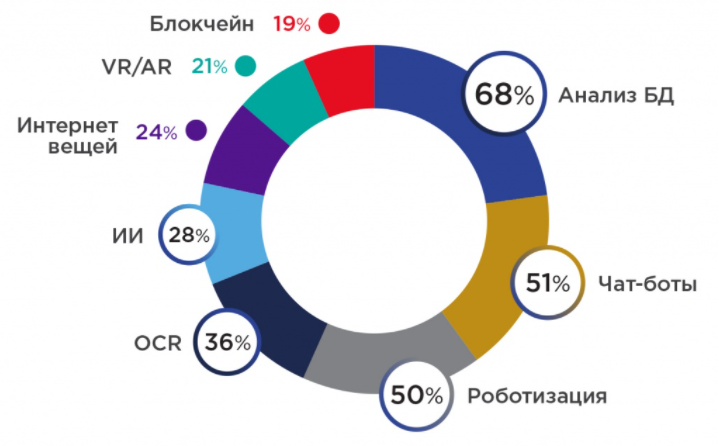 Блокчейн 19%
VR/AR 21%
68% Анализ БД
Интернет
вещей 24%
ИИ 28%
51% Чат-боты
OCR 36%
50% Роботизация